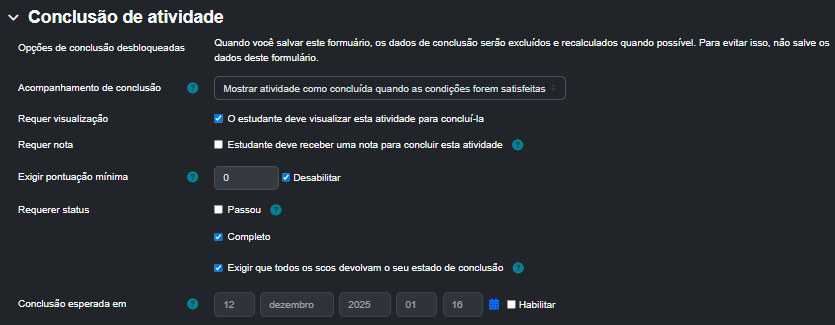 Conclusão de atividade
Opções de conclusão desbloqueadas
Quando você salvar este formuário, os dados de conclusão serão excluídos e recalculados quando possível. Para evitar isso, não salve os
dados deste formulário.
Acompanhamento de conclusão ?
Mostrar atividade como concluída quando as condições forem satisfeitas
Requer visualização
O estudante deve visualizar esta atividade para concluí-la
Requer nota
Estudante deve receber uma nota para concluir esta atividade ?
Exigir pontuação mínima ?
0 Desabilitar
Requerer status
Passou ?
Completo
Exigir que todos os scos devolvam o seu estado de conclusão ?
Conclusão esperada em ?
12 dezembro 2025 01 16 Habilitar